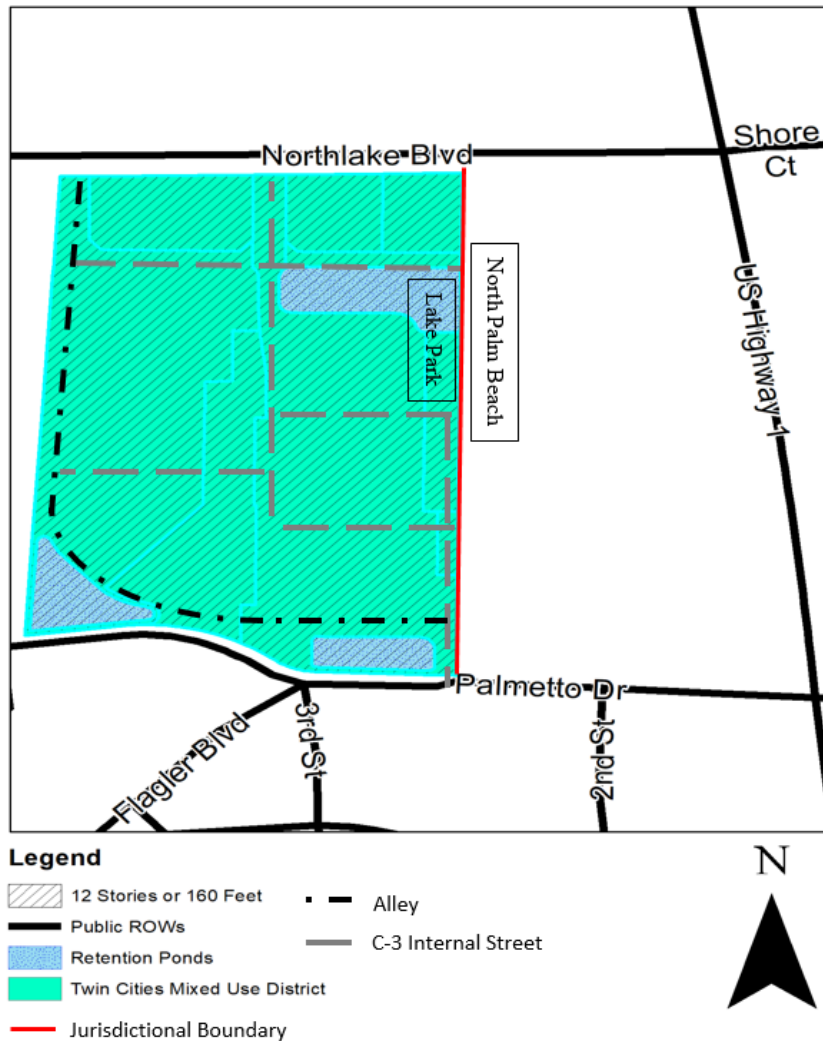 Northlake Blvd
Shore
Ct
US Highway 1
North Palm Beach
Lake Park
Palmetto Dr
Flagler Blvd
3rd St
2nd St
Legend
12 Stories or 160 Feet
Public ROWs
Retention Ponds
Twin Cities Mixed Use District
Jurisdictional Boundary
Alley
C-3 Internal Street
N